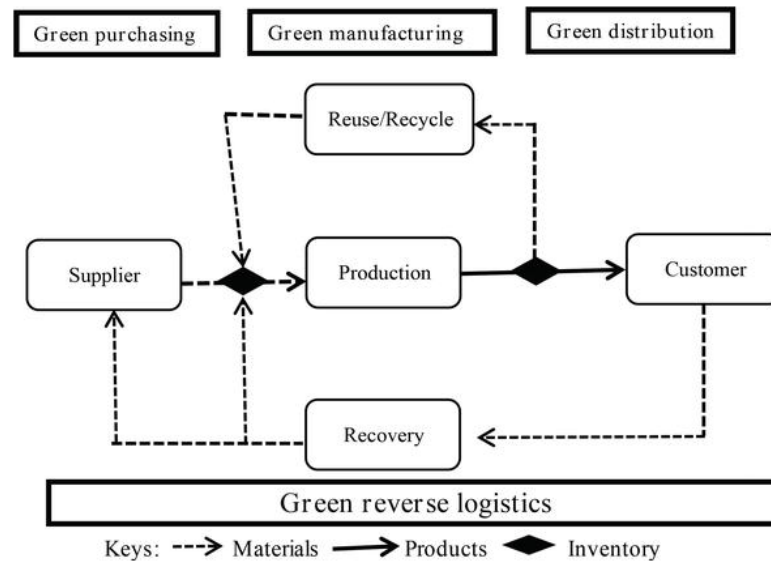 Green purchasing
Green manufacturing
Green distribution
Reuse/Recycle
Supplier
Production
Customer
Recovery
Green reverse logistics
Keys: Materials Products Inventory